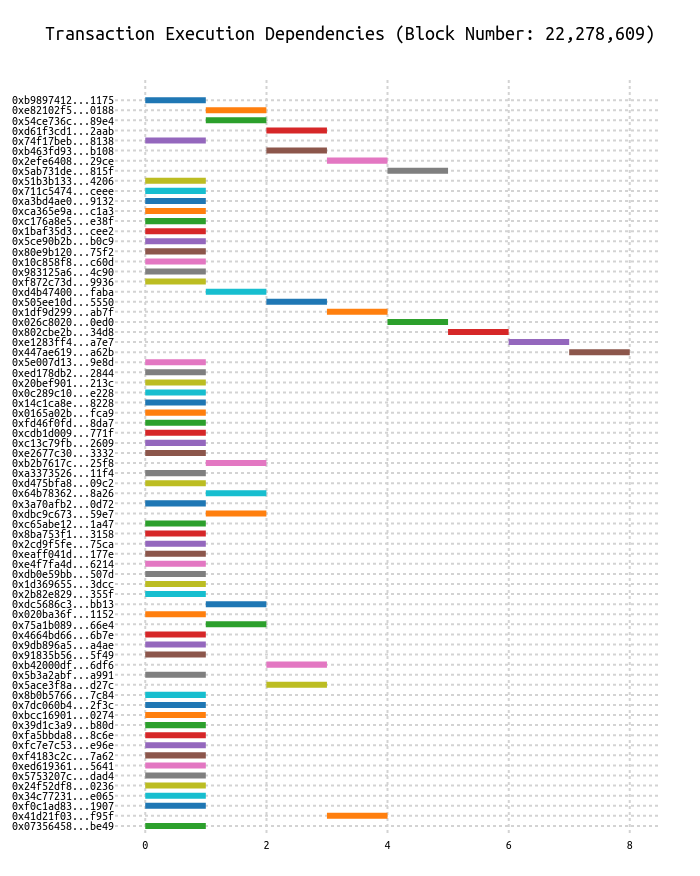 Transaction Execution Dependencies (Block Number: 22,278,609)
0xb9897412...1175
0xe82102f5...0188
0x54ce736c...89e4
0xd61f3cd1...2aab
0x74f17beb...8138
0xb463fd93...b108
0x2efe6408...29ce
0x5ab731de...815f
0x51b3b133...4206
0x711c5474...ceee
0xa3bd4ae0...9132
0xca365e9a...c1a3
0xc176a8e5...e38f
0x1baf35d3...cee2
0x5ce90b2b...b0c9
0x80e9b120...75f2
0x10c858f8...c60d
0x983125a6...4c90
0xf872c73d...9936
0xd4b47400...faba
0x505ee10d...5550
0x1df9d299...ab7f
0x026c8020...0ed0
0x802cbe2b...34d8
0xe1283ff4...a7e7
0x447ae619...a62b
0x5e007d13...9e8d
0xed178db2...2844
0x20bef901...213c
0x0c289c10...e228
0x14c1ca8e...8228
0x0165a02b...fca9
0xfd46f0fd...8da7
0xcdb1d009...771f
0xc13c79fb...2609
0xe2677c30...3332
0xb2b7617c...25f8
0xa3373526...11f4
0xd475bfa8...09c2
0x64b78362...8a26
0x3a70afb2...0d72
0xdbc9c673...59e7
0xc65abe12...1a47
0x8ba753f1...3158
0x2cd9f5fe...75ca
0xeaff041d...177e
0xe4f7fa4d...6214
0xdb0e59bb...507d
0x1d369655...3dcc
0x2b82e829...355f
0xdc5686c3...bb13
0x020ba36f...1152
0x75a1b089...66e4
0x4664bd66...6b7e
0x9db896a5...a4ae
0x91835b56...5f49
0xb42000df...6df6
0x5b3a2abf...a991
0x5ace3f8a...d27c
0x8b0b5766...7c84
0x7dc060b4...2f3c
0xbcc16901...0274
0x39d1c3a9...b80d
0xfa5bbda8...8c6e
0xfc7e7c53...e96e
0xf4183c2c...7a62
0xed619361...5641
0x5753207c...dad4
0x24f52df8...0236
0x34c77231...e065
0xf0c1ad83...1907
0x41d21f03...f95f
0x07356458...be49
0 2 4 6 8